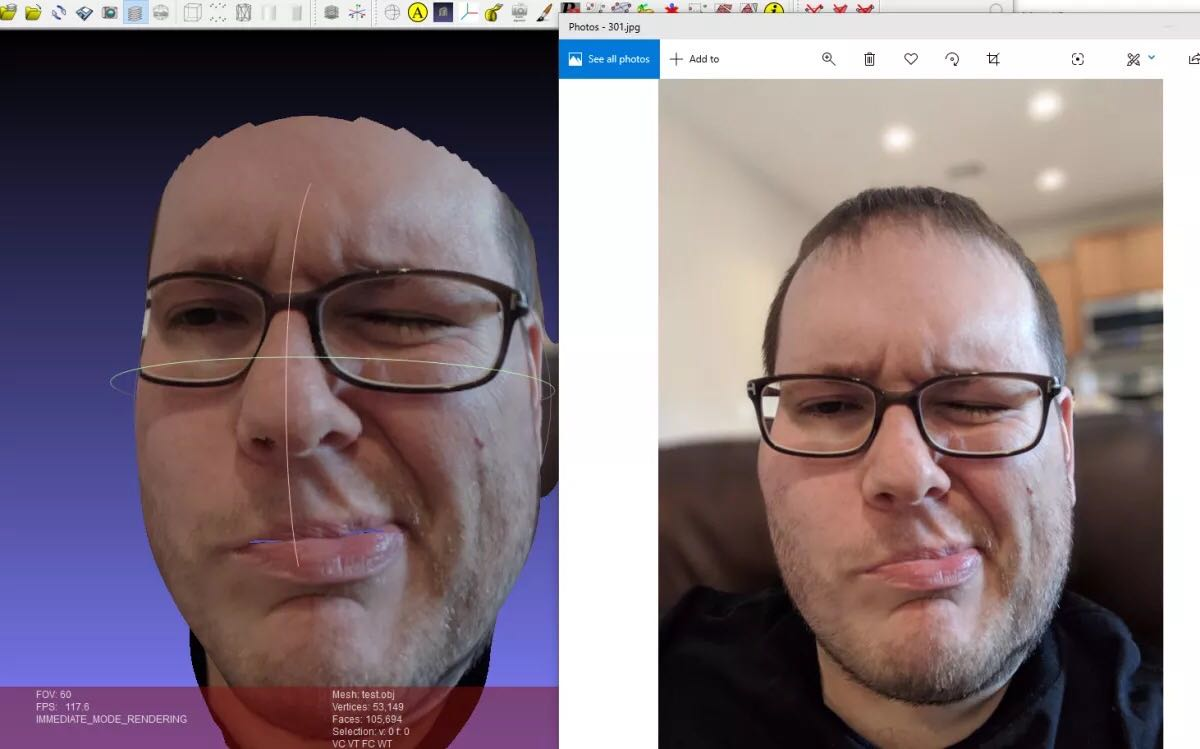 A
i
Photos - 301.jpg
See all photos
Add to
FOV: 60
FPS: 117.6
IMMEDIATE_MODE_RENDERING
Mesh: test.obj
Vertices: 53,149
Faces: 105,694
Selection: v: 0 f: 0
VC VT FC WT